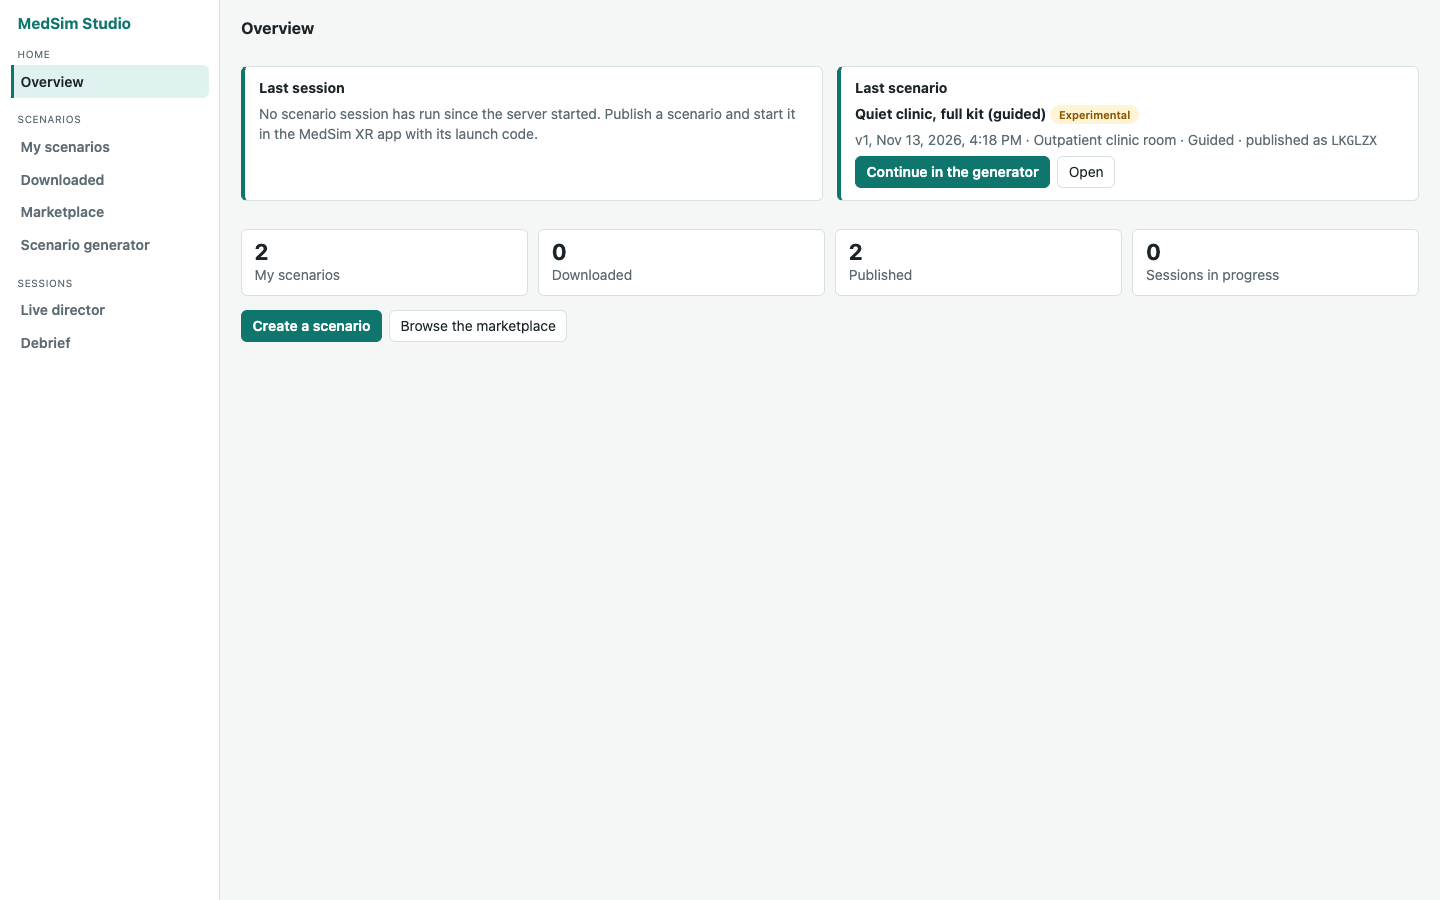 MedSim Studio
HOME
Overview
SCENARIOS
My scenarios
Downloaded
Marketplace
Scenario generator
SESSIONS
Live director
Debrief
Overview
Last session
No scenario session has run since the server started. Publish a scenario and start it
in the MedSim XR app with its launch code.
Last scenario
Quiet clinic, full kit (guided) Experimental
v1, Nov 13, 2026, 4:18 PM · Outpatient clinic room · Guided · published as LKGLZX
Continue in the generator Open
2
My scenarios
0
Downloaded
2
Published
0
Sessions in progress
Create a scenario Browse the marketplace